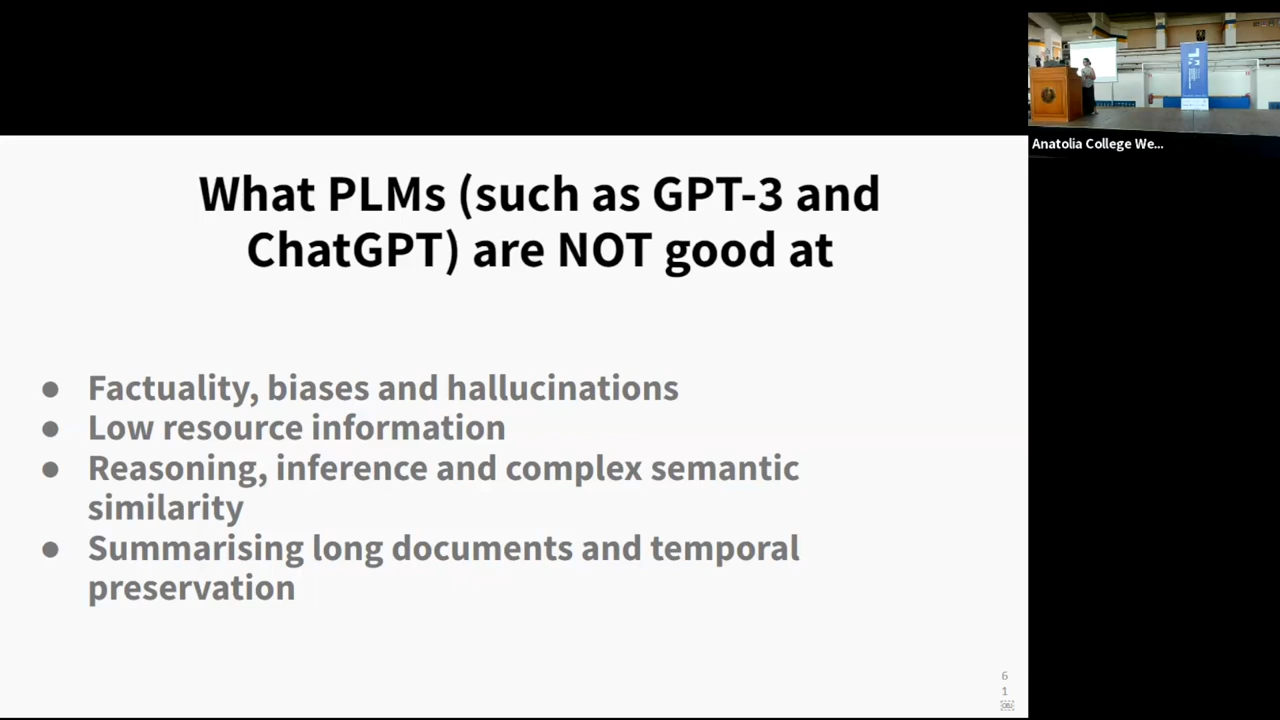 What PLMs (such as GPT-3 and
ChatGPT) are NOT good at
● Factuality, biases and hallucinations
● Low resource information
● Reasoning, inference and complex semantic
similarity
● Summarising long documents and temporal
preservation
6
1
OBJ
Anatolia College We...